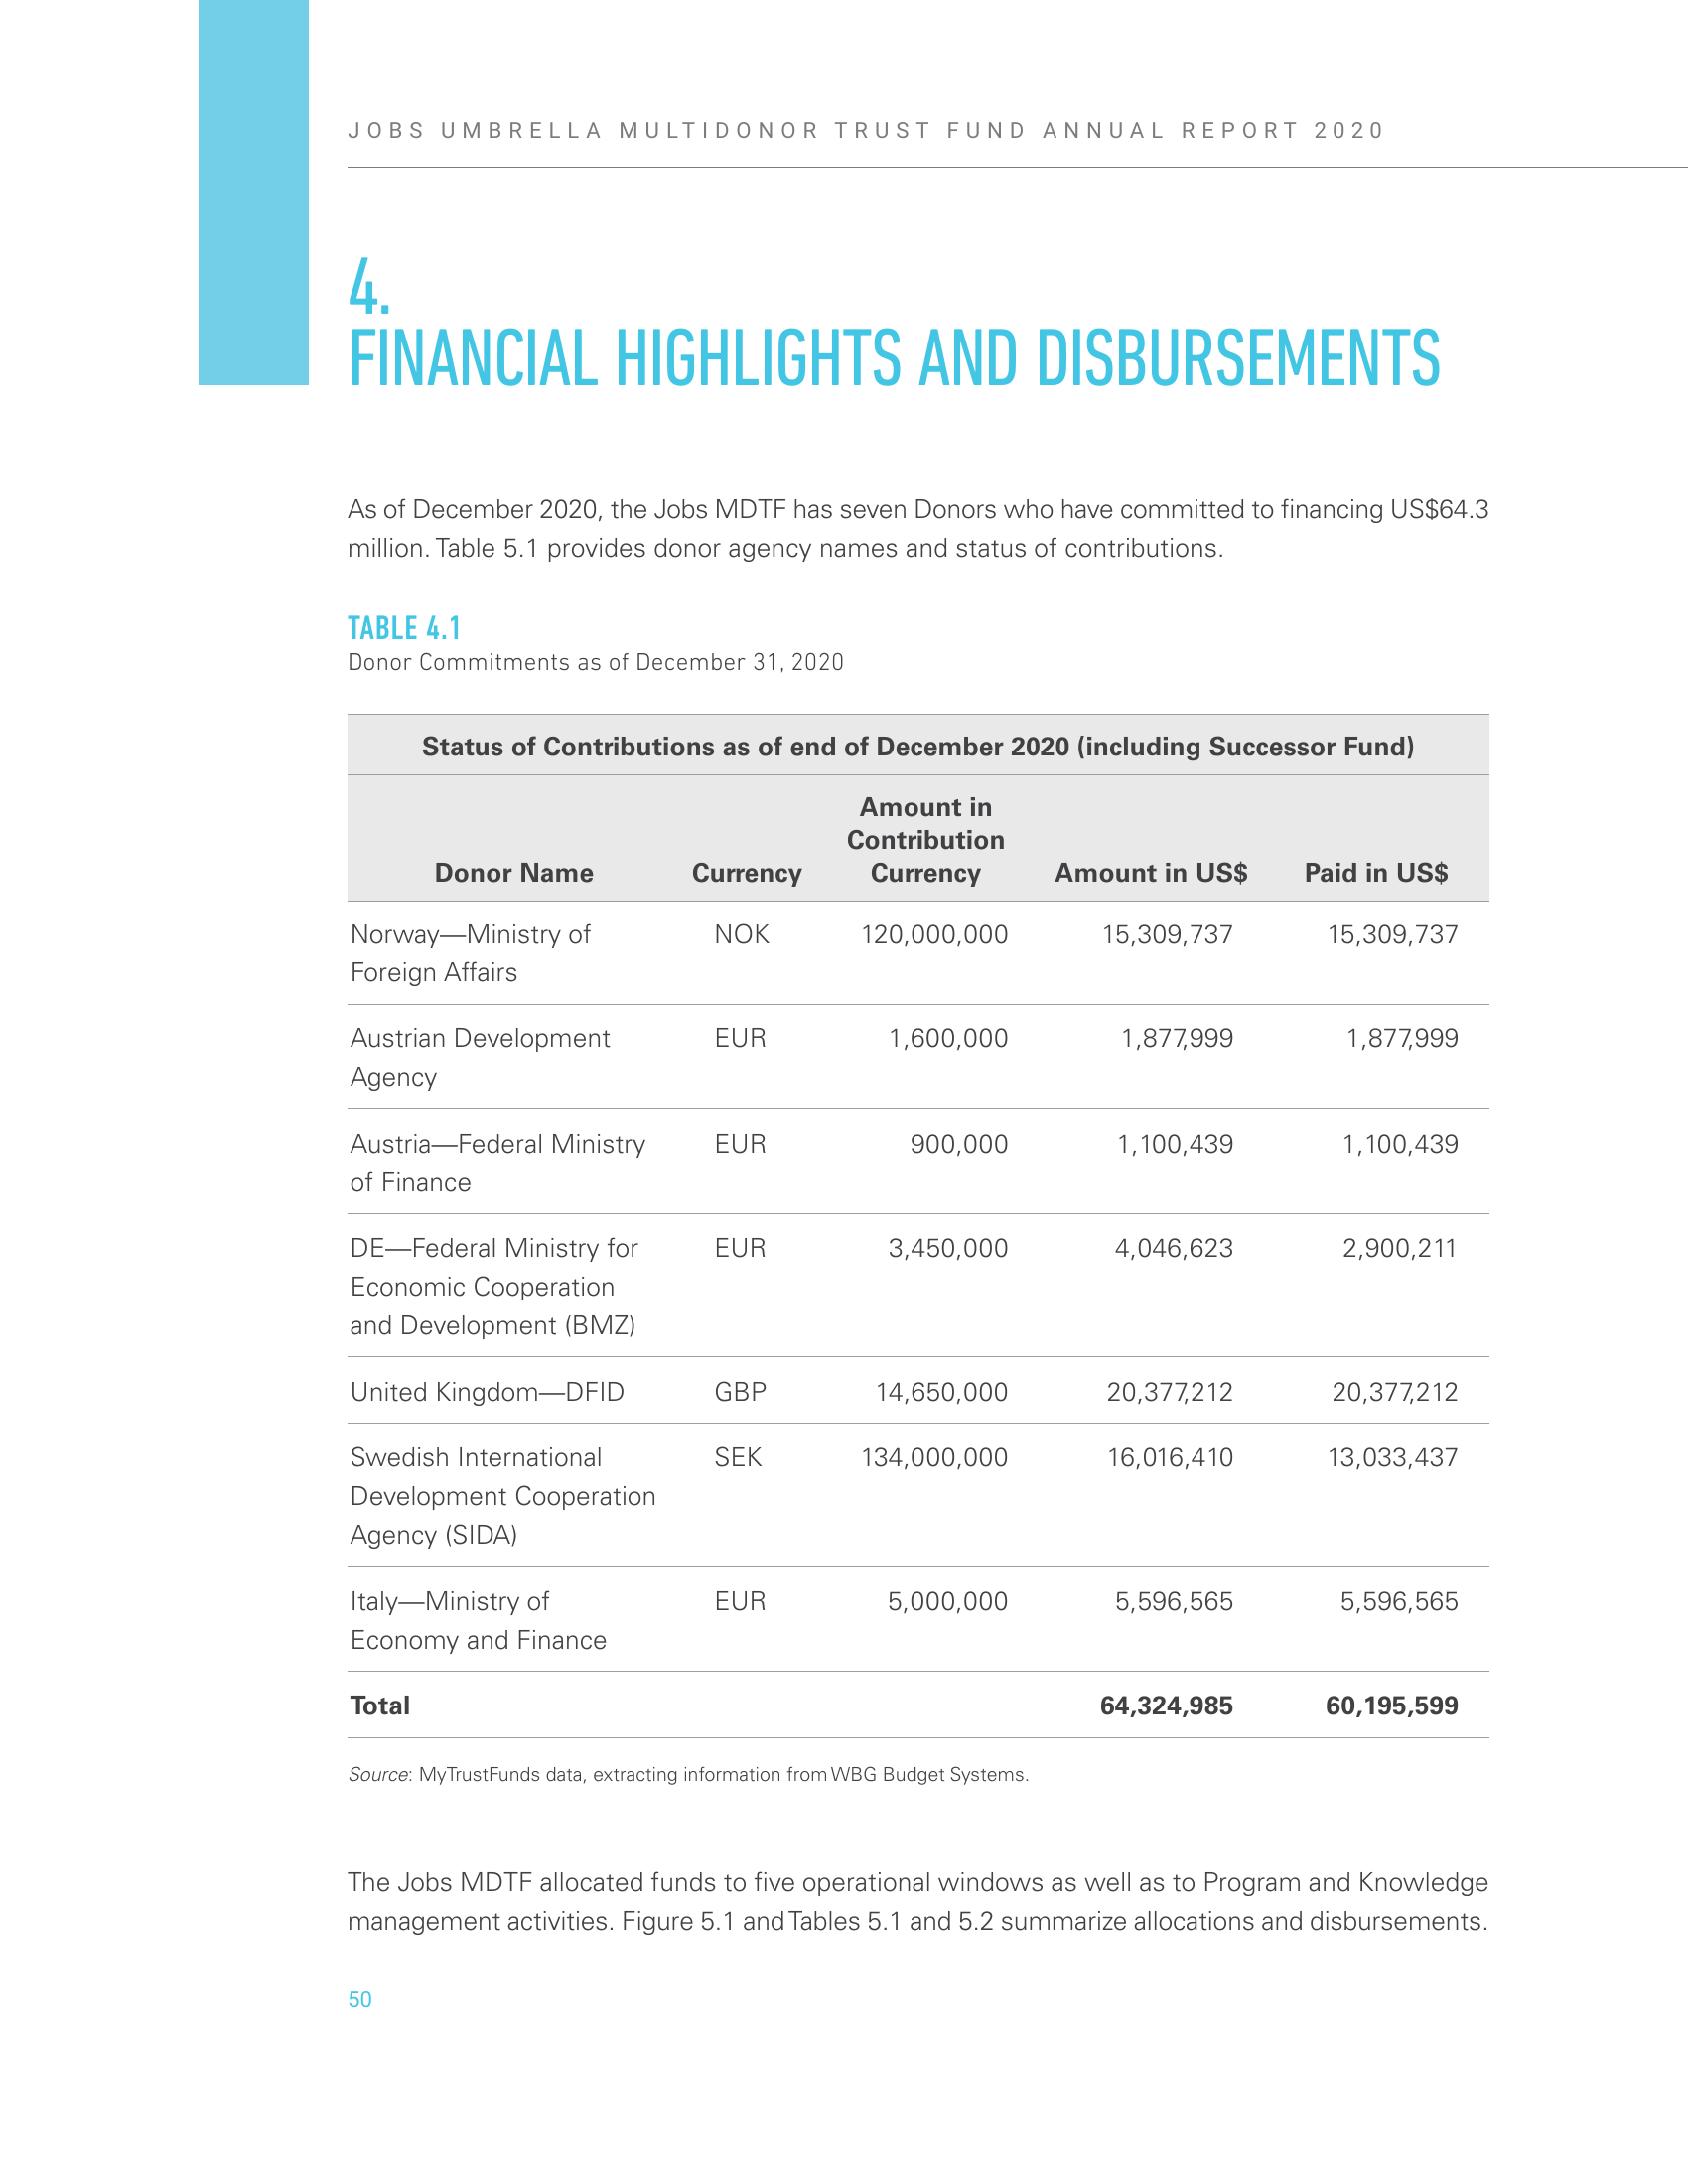 JOBS UMBRELLA MULTIDONOR TRUST FUND ANNUAL REPORT 2020
4.
FINANCIAL HIGHLIGHTS AND DISBURSEMENTS
As of December 2020, the Jobs MDTF has seven Donors who have committed to financing US$64.3
million. Table 5.1 provides donor agency names and status of contributions.
TABLE 4.1
Donor Commitments as of December 31, 2020
Status of Contributions as of end of December 2020 (including Successor Fund)
Amount in
Contribution
Donor Name Currency Currency Amount in US$ Paid in US$
Norway—Ministry of NOK 120,000,000 15,309,737 15,309,737
Foreign Affairs
Austrian Development EUR 1,600,000 1,877,999 1,877,999
Agency
Austria—Federal Ministry EUR 900,000 1,100,439 1,100,439
of Finance
DE—Federal Ministry for EUR 3,450,000 4,046,623 2,900,211
Economic Cooperation
and Development (BMZ)
United Kingdom—DFID GBP 14,650,000 20,377,212 20,377,212
Swedish International SEK 134,000,000 16,016,410 13,033,437
Development Cooperation
Agency (SIDA)
Italy—Ministry of EUR 5,000,000 5,596,565 5,596,565
Economy and Finance
Total 64,324,985 60,195,599
Source: MyTrustFunds data, extracting information from WBG Budget Systems.
The Jobs MDTF allocated funds to five operational windows as well as to Program and Knowledge
management activities. Figure 5.1 and Tables 5.1 and 5.2 summarize allocations and disbursements.
50